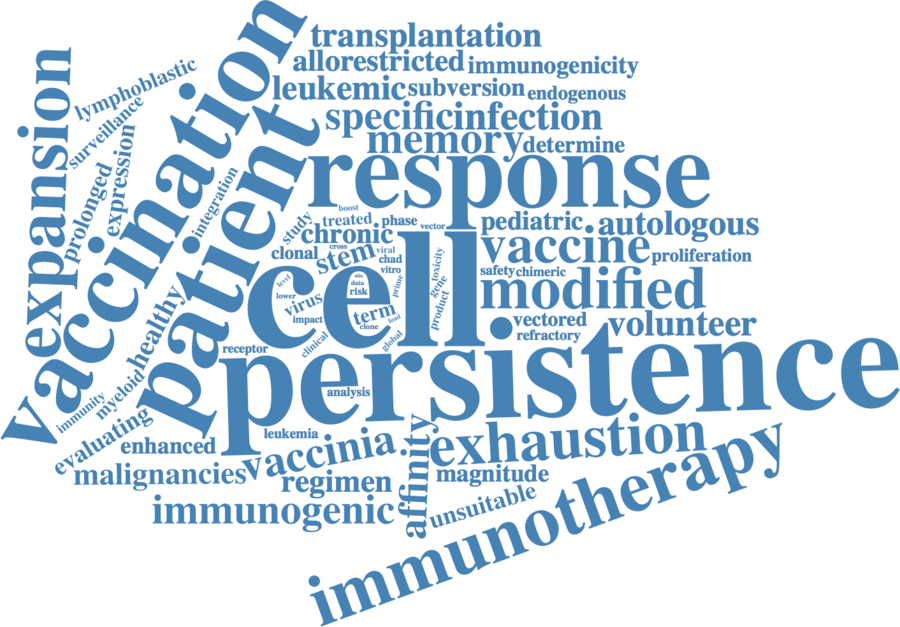 transplantation
allorestricted
immunogenicity
leukemic
subversion
endogenous
specific
infection
memory
determine
response
expansion
lymphoblastic
surveillance
prolonged
expression
vaccination
integration
patient
boost
study
treated
phase
vector
pediatric
autologous
chronic
cross
clonal
stem
viral
chad
vitro
vaccine
proliferation
cell
level
lower
site
data
risk
prime
toxicity
gene
product
safety
chimeric
modified
virus
impact
term
clone
load
clinical
global
vectored
volunteer
refractory
healthy
receptor
persistence
analysis
immunity
myeloid
evaluating
enhanced
leukemia
malignancies
vaccinia
affinity
exhaustion
regimen
magnitude
immunogenic
unsuitable
immunotherapy